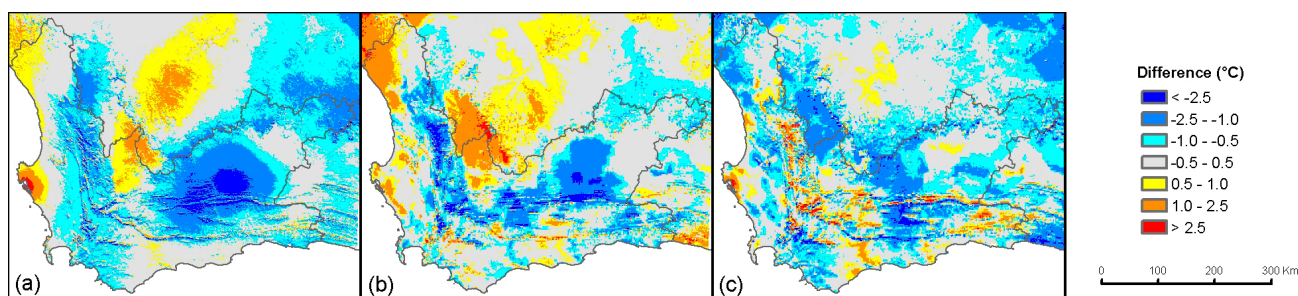 (a)
(b)
(c)
Difference (°C)
< -2.5
-2.5 - -1.0
-1.0 - -0.5
-0.5 - 0.5
0.5 - 1.0
1.0 - 2.5
> 2.5
0 100 200 300 Km